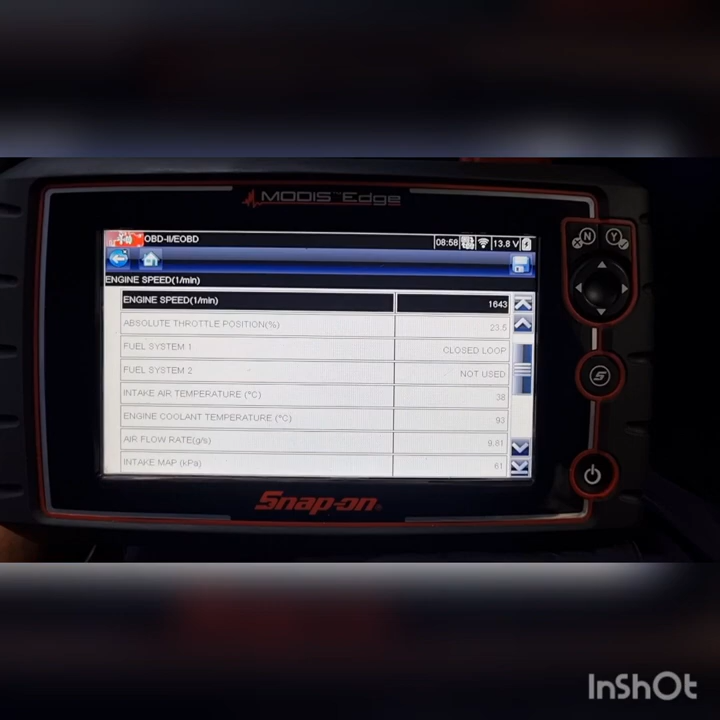 MODIS Edge
OBD-II/EOBD 08:58 13.8 V
ENGINE SPEED(1/min)
ENGINE SPEED(1/min) 1643
ABSOLUTE THROTTLE POSITION(%) 23.5
FUEL SYSTEM 1 CLOSED LOOP
FUEL SYSTEM 2 NOT USED
INTAKE AIR TEMPERATURE (°C) 38
ENGINE COOLANT TEMPERATURE (°C) 93
AIR FLOW RATE(g/s) 9.81
INTAKE MAP (kPa) 61
N X Y
S
Snap-on
InShOt